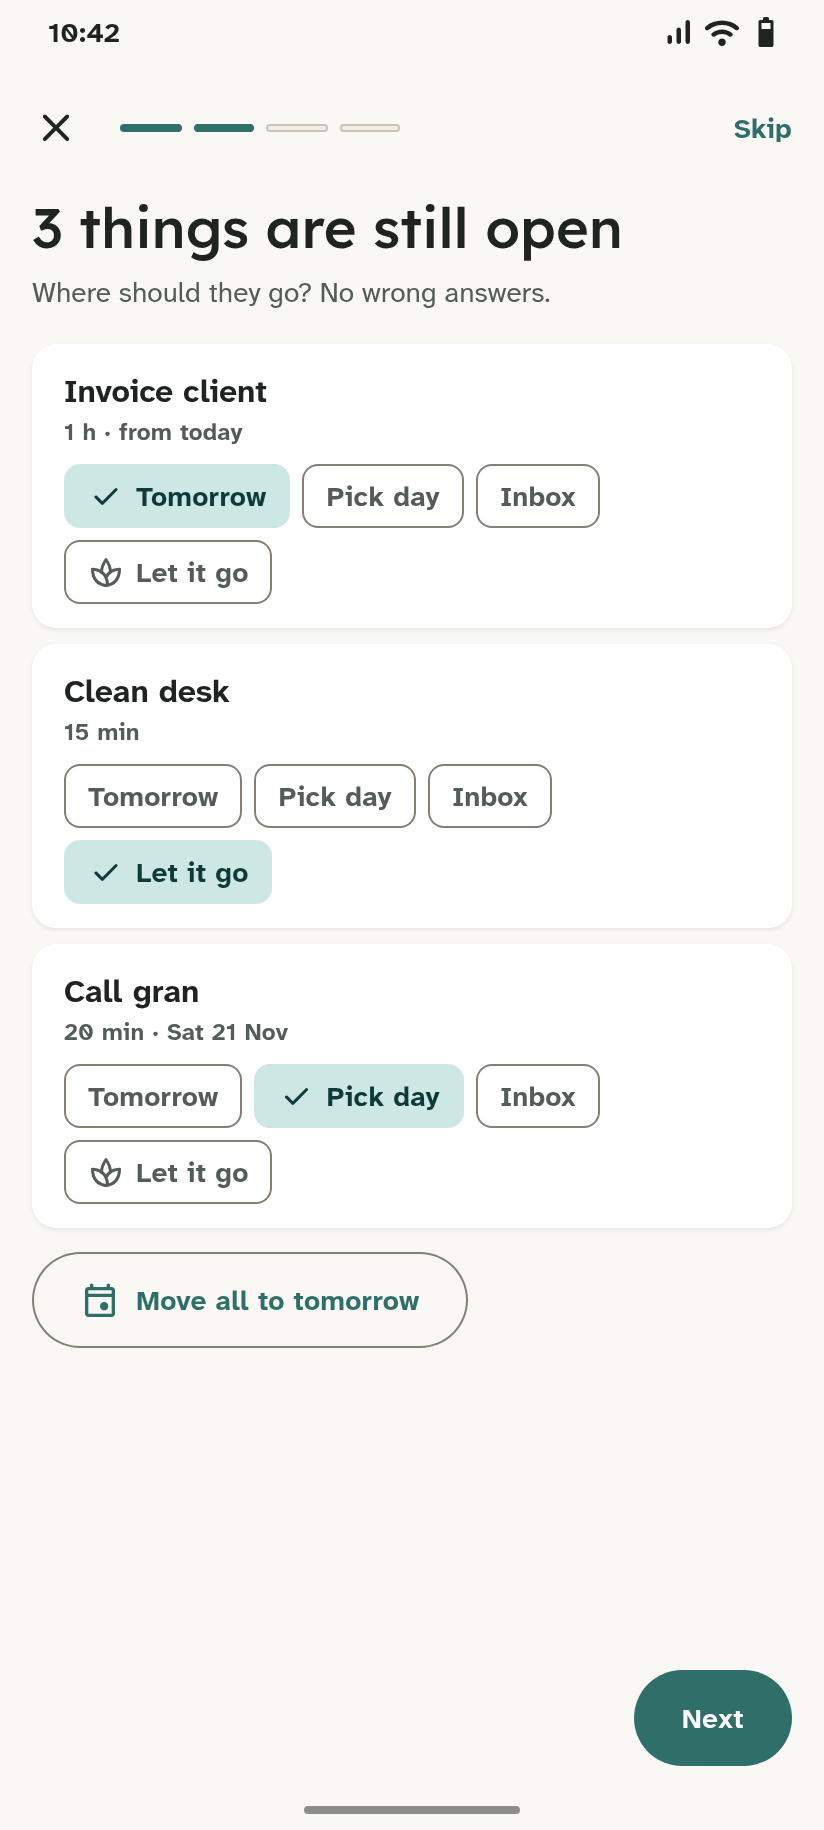 10:42
Skip
3 things are still open
Where should they go? No wrong answers.
Invoice client
1 h · from today
Tomorrow Pick day Inbox
Let it go
Clean desk
15 min
Tomorrow Pick day Inbox
Let it go
Call gran
20 min · Sat 21 Nov
Tomorrow Pick day Inbox
Let it go
Move all to tomorrow
Next